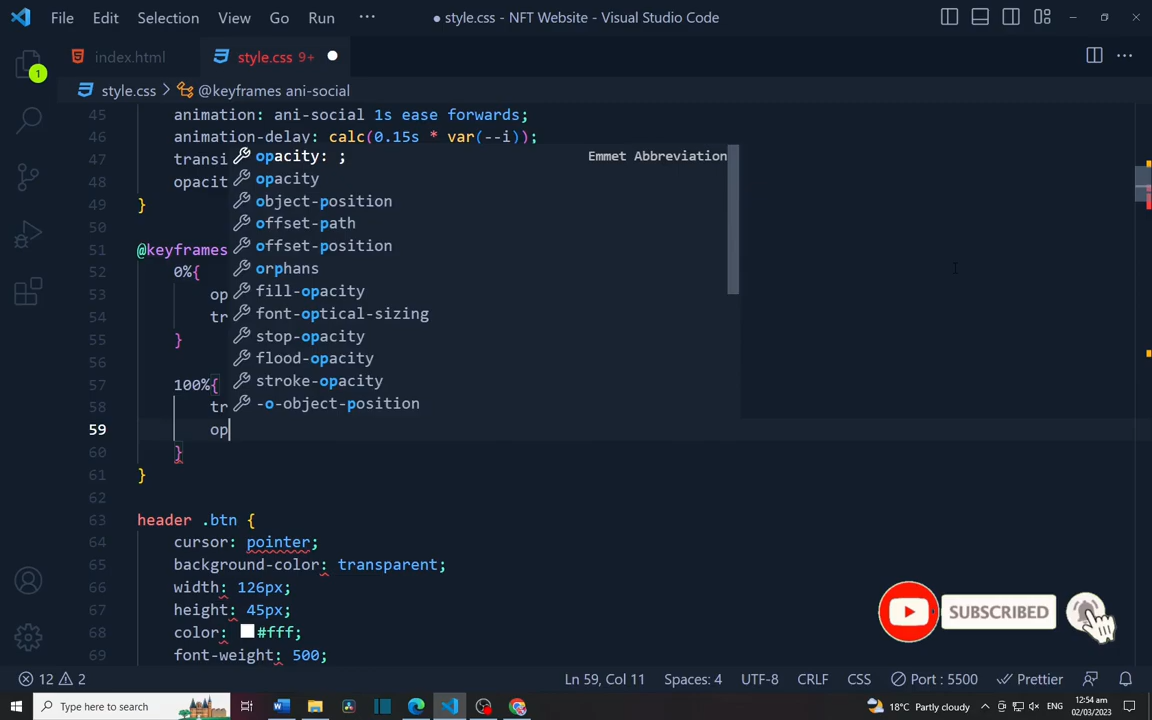 File Edit Selection View Go Run ··· ● style.css - NFT Website - Visual Studio Code
index.html style.css 9+
style.css > @keyframes ani-social
45 animation: ani-social 1s ease forwards;
46 animation-delay: calc(0.15s * var(--i));
47 transi
48 opacit
49 }
50
51 @keyframes
52 0%{
53 op
54 tr
55 }
56
57 100%{
58 tr
59 op
60 }
61 }
62
63 header .btn {
64 cursor: pointer;
65 background-color: transparent;
66 width: 126px;
67 height: 45px;
68 color: #fff;
69 font-weight: 500;
opacity: ; Emmet Abbreviation
opacity
object-position
offset-path
offset-position
orphans
fill-opacity
font-optical-sizing
stop-opacity
flood-opacity
stroke-opacity
-o-object-position
1
SUBSCRIBED
12 2 Ln 59, Col 11 Spaces: 4 UTF-8 CRLF CSS Port : 5500 Prettier
Type here to search 18°C Partly cloudy ENG 12:54 am
02/03/2023